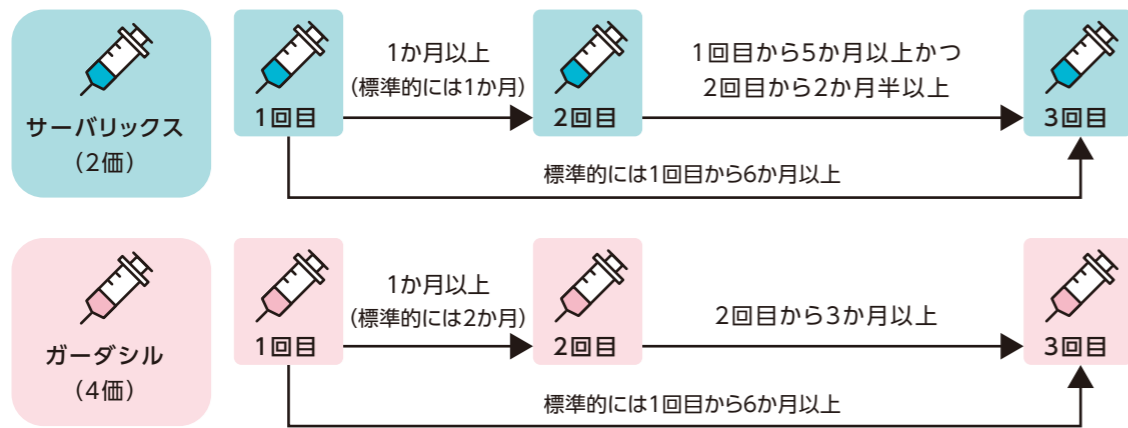 サーバリックス
（2価）
1回目
1か月以上
（標準的には1か月）
2回目
1回目から5か月以上かつ
2回目から2か月半以上
3回目
標準的には1回目から6か月以上
ガーダシル
（4価）
1回目
1か月以上
（標準的には2か月）
2回目
2回目から3か月以上
3回目
標準的には1回目から6か月以上